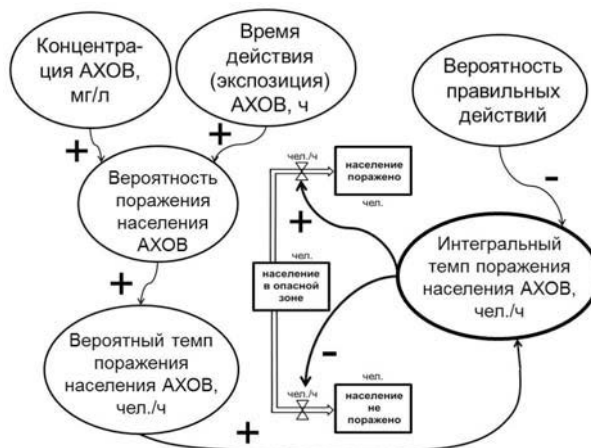 Концентра-
ция АХОВ,
мг/л
Время
действия
(экспозиция)
АХОВ, ч
Вероятность
правильных
действий
+
+
-
Вероятность
поражения
населения
АХОВ
чел./ч
население
поражено
чел.
+
Интегральный
темп поражения
населения АХОВ,
чел./ч
чел.
население
в опасной
зоне
+
Вероятный темп
поражения
населения АХОВ,
чел./ч
-
чел./ч
чел.
население
не
поражено
+